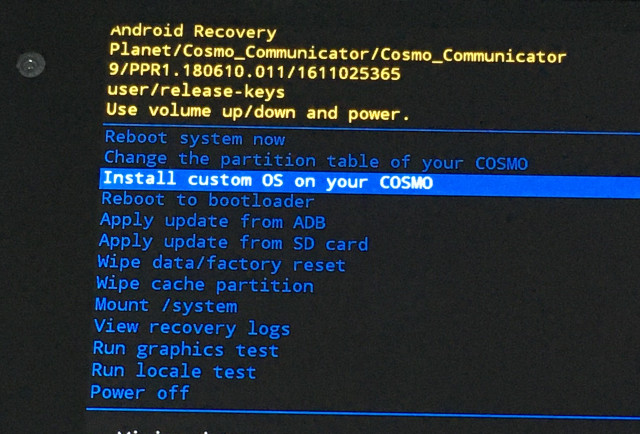 Android Recovery
Planet/Cosmo_Communicator/Cosmo_Communicator
9/PPR1.180610.011/1611025365
user/release-keys
Use volume up/down and power.
Reboot system now
Change the partition table of your COSMO
Install custom OS on your COSMO
Reboot to bootloader
Apply update from ADB
Apply update from SD card
Wipe data/factory reset
Wipe cache partition
Mount /system
View recovery logs
Run graphics test
Run locale test
Power off